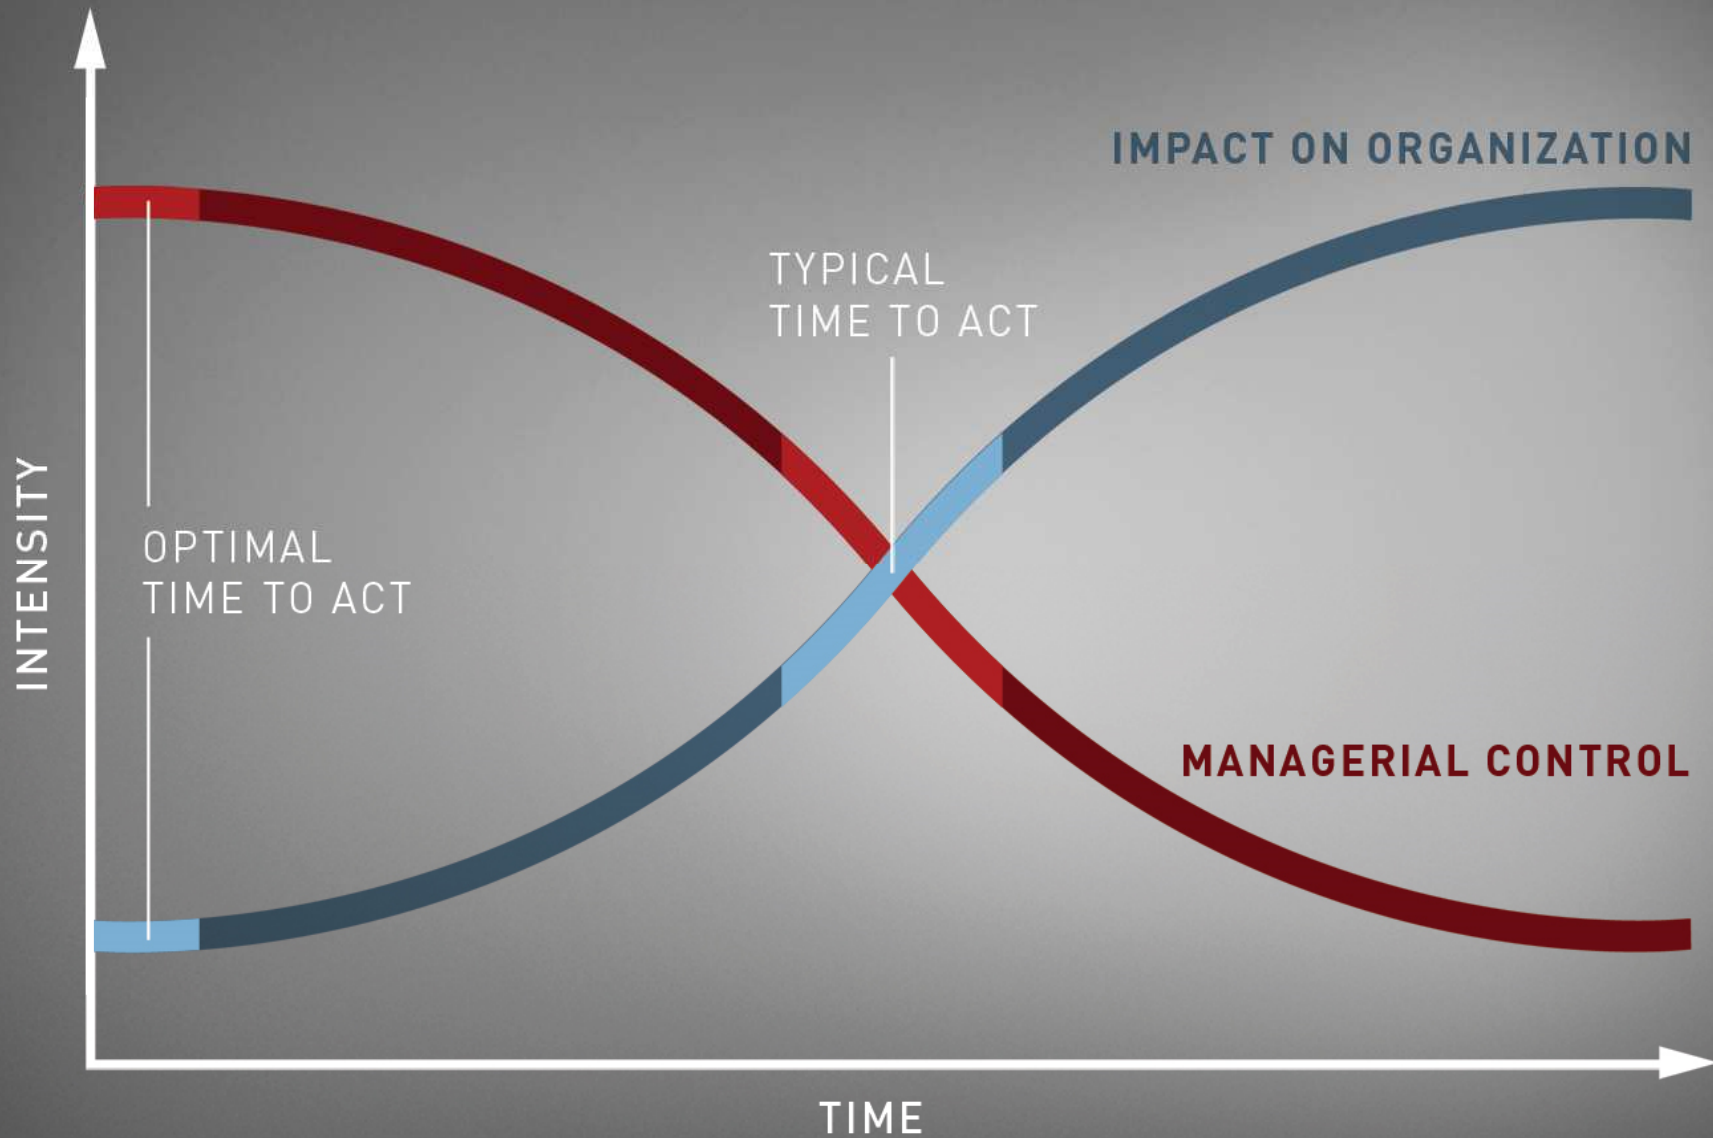 IMPACT ON ORGANIZATION
TYPICAL
TIME TO ACT
INTENSITY
OPTIMAL
TIME TO ACT
MANAGERIAL CONTROL
TIME